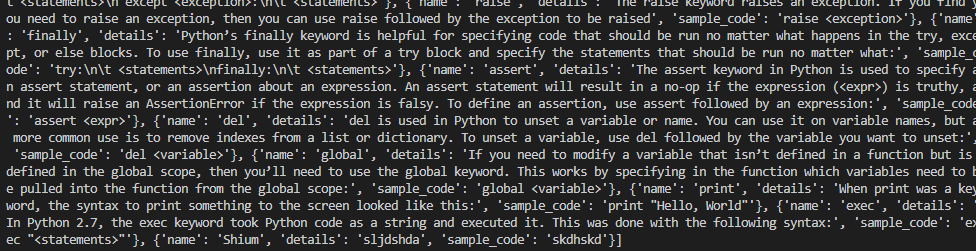 t <statements>\n except <exception>:\n\t <statements>'}, {'name': 'raise', 'details': 'The raise keyword raises an exception. If you find y
ou need to raise an exception, then you can use raise followed by the exception to be raised', 'sample_code': 'raise <exception>'}, {'name'
: 'finally', 'details': 'Python’s finally keyword is helpful for specifying code that should be run no matter what happens in the try, exce
pt, or else blocks. To use finally, use it as part of a try block and specify the statements that should be run no matter what:', 'sample_c
ode': 'try:\n\t <statements>\nfinally:\n\t <statements>'}, {'name': 'assert', 'details': 'The assert keyword in Python is used to specify a
n assert statement, or an assertion about an expression. An assert statement will result in a no-op if the expression (<expr>) is truthy, a
nd it will raise an AssertionError if the expression is falsy. To define an assertion, use assert followed by an expression:', 'sample_code
': 'assert <expr>'}, {'name': 'del', 'details': 'del is used in Python to unset a variable or name. You can use it on variable names, but a
more common use is to remove indexes from a list or dictionary. To unset a variable, use del followed by the variable you want to unset:',
'sample_code': 'del <variable>'}, {'name': 'global', 'details': 'If you need to modify a variable that isn’t defined in a function but is
defined in the global scope, then you’ll need to use the global keyword. This works by specifying in the function which variables need to b
e pulled into the function from the global scope:', 'sample_code': 'global <variable>'}, {'name': 'print', 'details': 'When print was a key
word, the syntax to print something to the screen looked like this:', 'sample_code': 'print "Hello, World"'}, {'name': 'exec', 'details': '
In Python 2.7, the exec keyword took Python code as a string and executed it. This was done with the following syntax:', 'sample_code': 'ex
ec "<statements>"'}, {'name': 'Shium', 'details': 'sljdshda', 'sample_code': 'skdhskd'}]